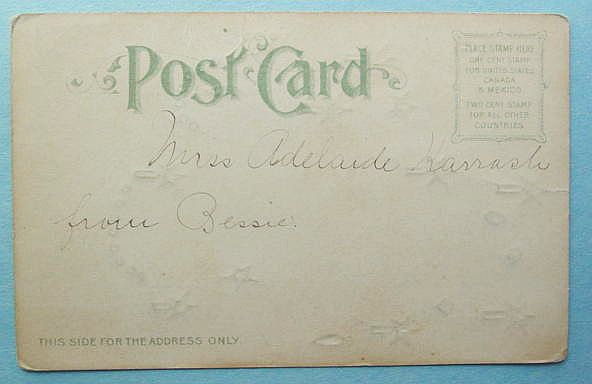 Post Card
PLACE STAMP HERE
ONE CENT STAMP
FOR UNITED STATES
CANADA
& MEXICO
TWO CENT STAMP
FOR ALL OTHER
COUNTRIES
Miss Adelaide Karrash
from Bessie.
THIS SIDE FOR THE ADDRESS ONLY.